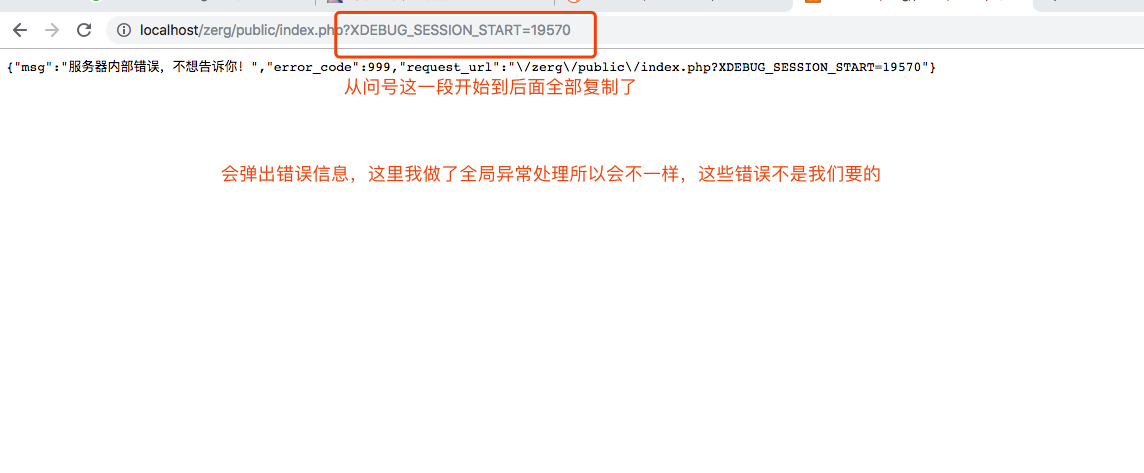 localhost/zerg/public/index.php?XDEBUG_SESSION_START=19570
{"msg":"服务器内部错误，不想告诉你！","error_code":999,"request_url":"\/zerg\/public\/index.php?XDEBUG_SESSION_START=19570"}
从问号这一段开始到后面全部复制了
会弹出错误信息，这里我做了全局异常处理所以会不一样，这些错误不是我们要的